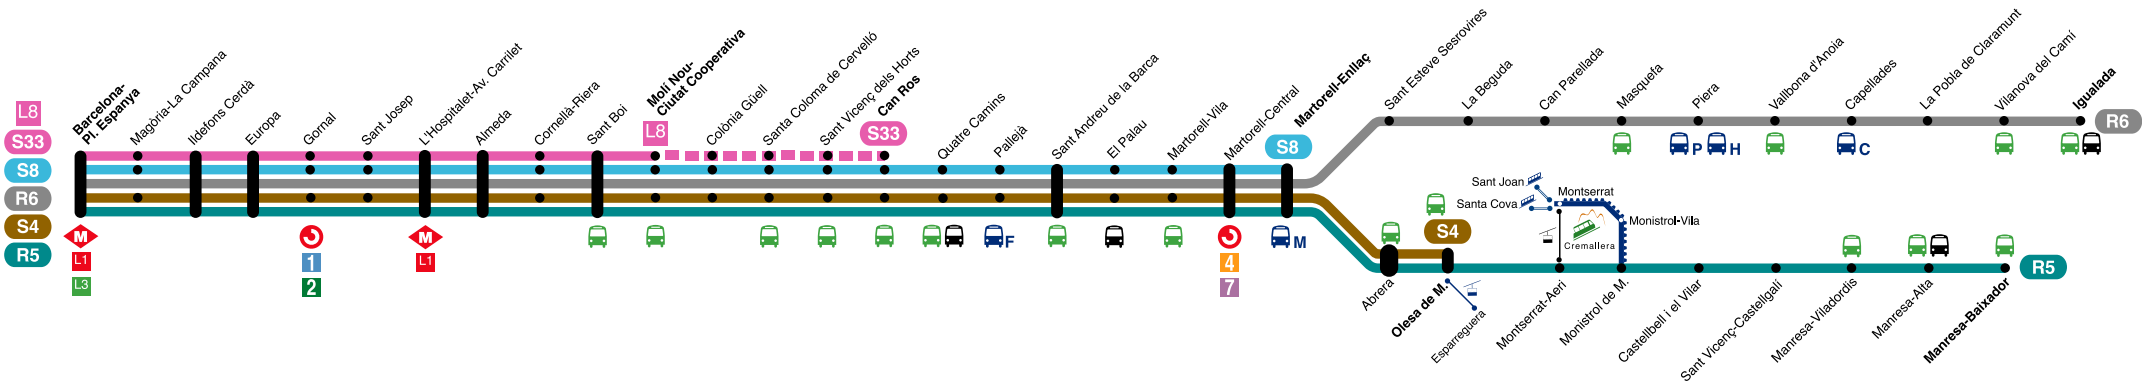 L8
S33
S8
R6
S4
R5
Barcelona-
Pl. Espanya
Magòria-La Campana
Ildefons Cerdà
Europa
Gornal
Sant Josep
L'Hospitalet-Av. Carrilet
Almeda
Cornellà-Riera
Sant Boi
Molí Nou-
Ciutat Cooperativa
L8
Colònia Güell
Santa Coloma de Cervelló
Sant Vicenç dels Horts
Can Ros
S33
Quatre Camins
Pallejà
Sant Andreu de la Barca
El Palau
Martorell-Vila
Martorell-Central
Martorell-Enllaç
S8
M
L1
L3
1
2
M
L1
F
4
7
M
Sant Esteve Sesrovires
La Beguda
Can Parellada
Masquefa
Piera
Vallbona d'Anoia
Capellades
La Pobla de Claramunt
Vilanova del Camí
Igualada
R6
P
H
C
Sant Joan
Santa Cova
Montserrat
Monistrol-Vila
Cremallera
S4
Abrera
Olesa de M.
Esparreguera
Montserrat-Aeri
Monistrol de M.
Castellbell i el Vilar
Sant Vicenç-Castellgalí
Manresa-Viladordis
Manresa-Alta
Manresa-Baixador
R5